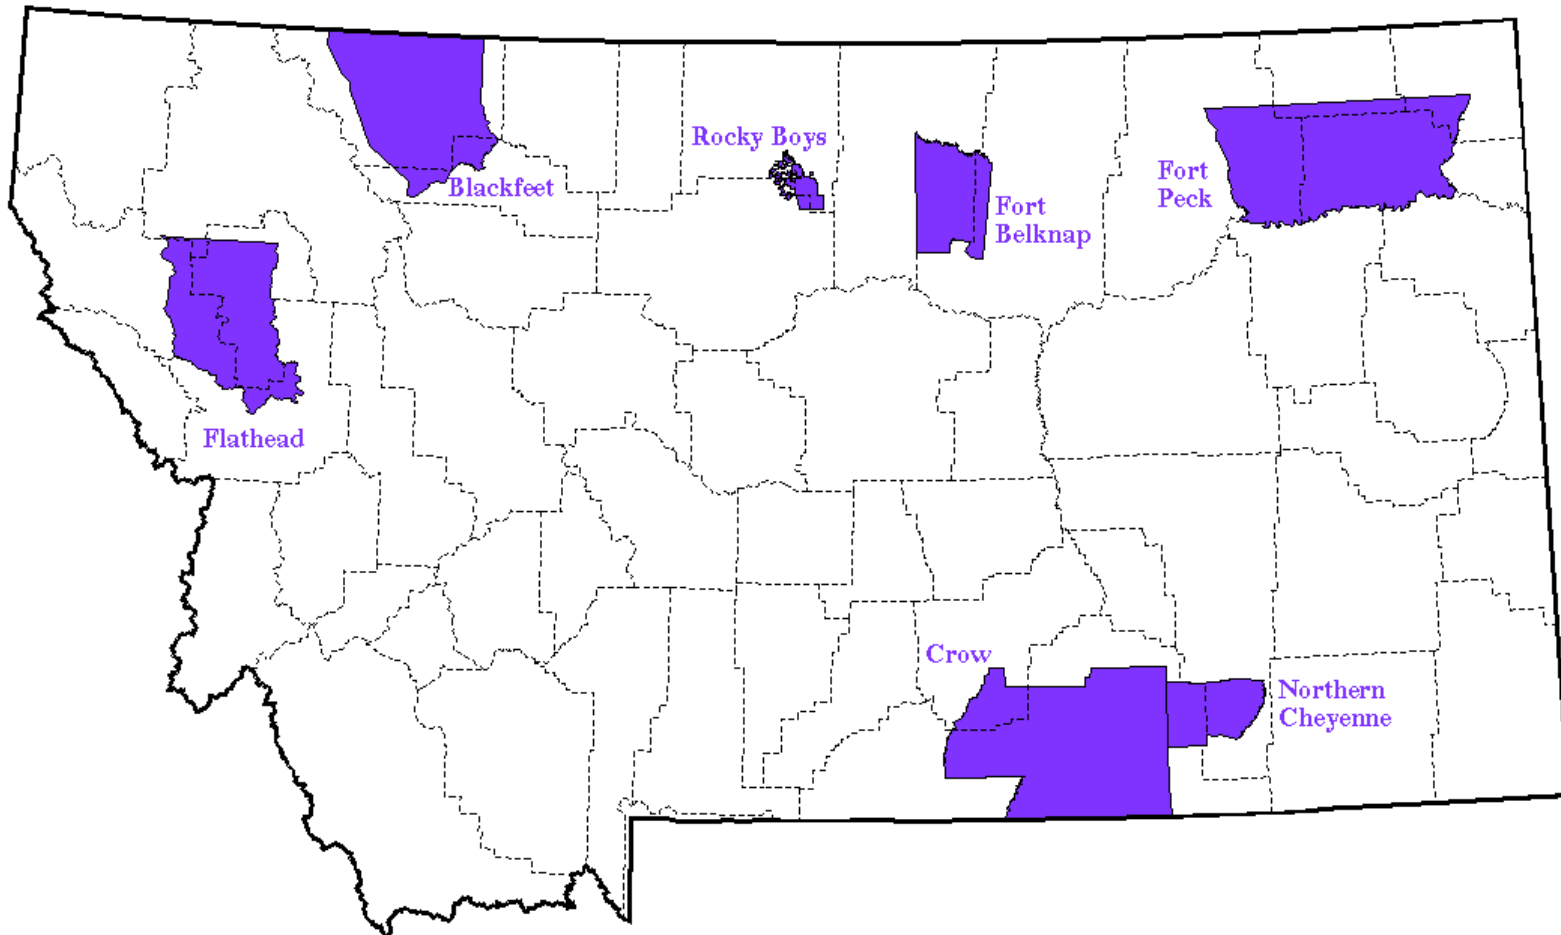 Rocky Boys
Blackfeet
Fort
Peck
Fort
Belknap
Flathead
Crow
Northern
Cheyenne